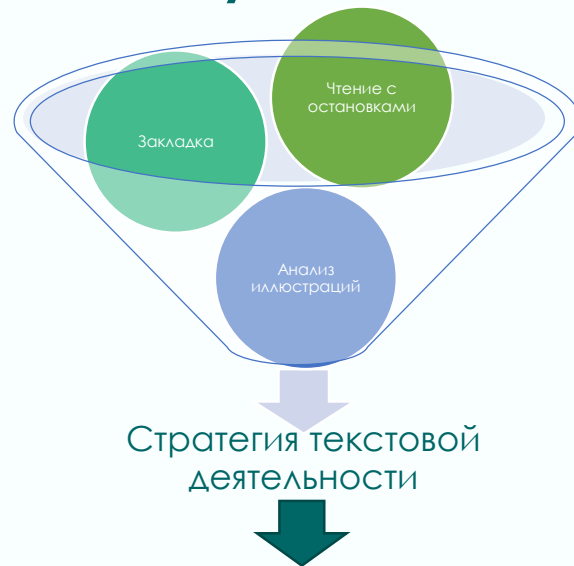 Чтение с
остановками
Закладка
Анализ
иллюстраций
Стратегия текстовой
деятельности